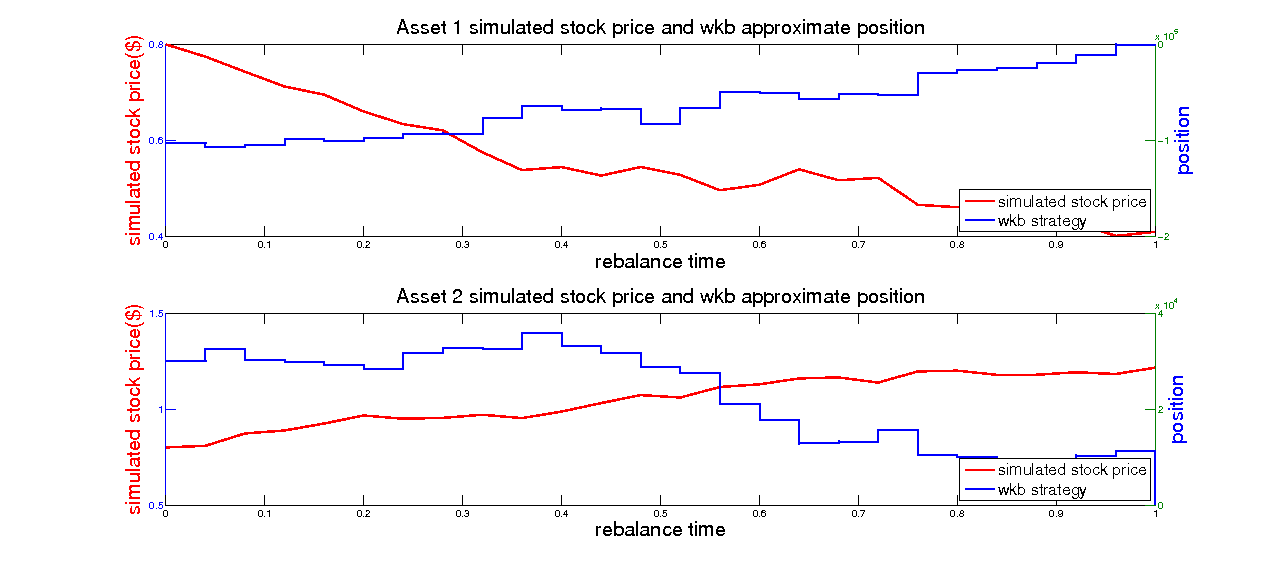 Asset 1 simulated stock price and wkb approximate position
x 10^5
simulated stock price($)
0.8
0.6
0.4
0
-1
-2
position
simulated stock price
wkb strategy
0 0.1 0.2 0.3 0.4 0.5 0.6 0.7 0.8 0.9 1
rebalance time
Asset 2 simulated stock price and wkb approximate position
x 10^4
simulated stock price($)
1.5
1
0.5
4
2
0
position
simulated stock price
wkb strategy
0 0.1 0.2 0.3 0.4 0.5 0.6 0.7 0.8 0.9 1
rebalance time